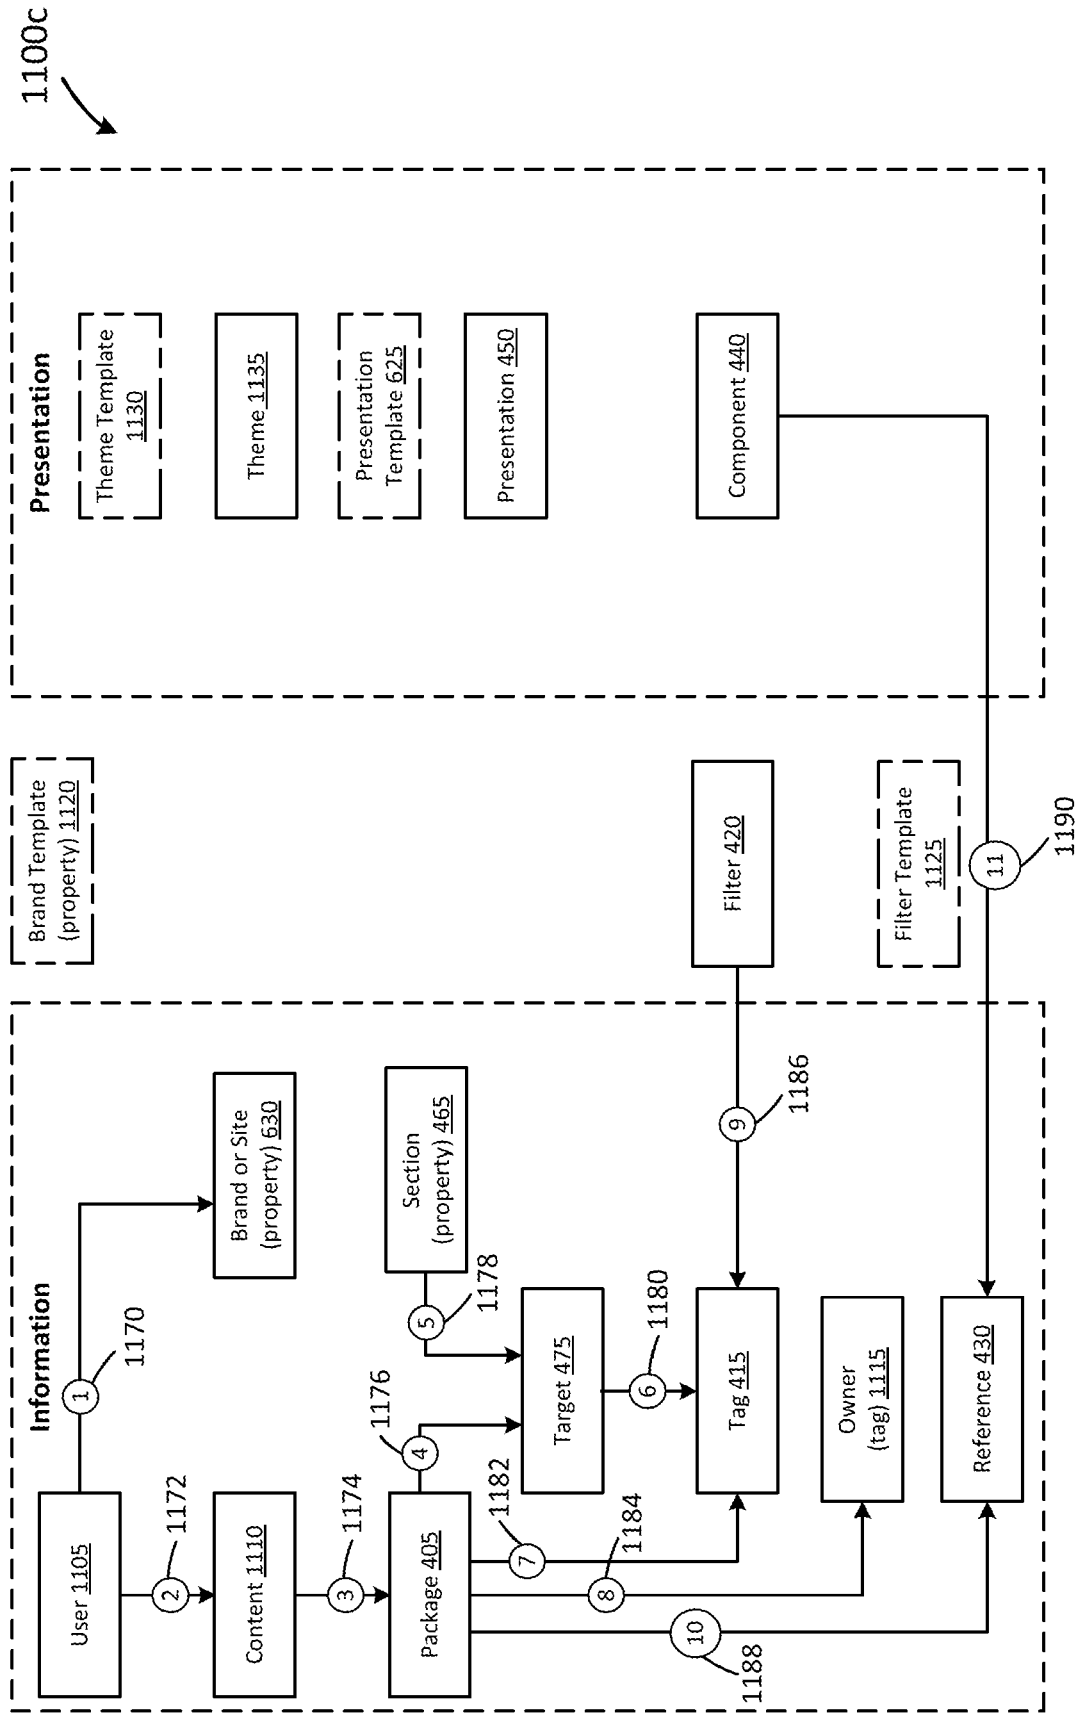 1100c
Information
User 1105
1
1170
2
1172
Content 1110
Brand or Site
(property) 630
3
1174
Package 405
4
1176
Section
(property) 465
5
1178
Target 475
6
1180
7
1182
8
1184
10
1188
Tag 415
9
1186
Owner
(tag) 1115
Reference 430
Brand Template
(property) 1120
Filter 420
Filter Template
1125
11
1190
Presentation
Theme Template
1130
Theme 1135
Presentation
Template 625
Presentation 450
Component 440